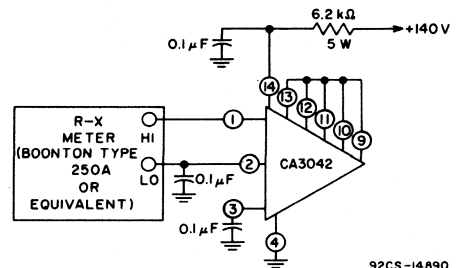 6.2 kΩ
5 W
+140 V
0.1 μF
14
13
12
11
10
9
R-X
METER
(BOONTON TYPE
250A
OR
EQUIVALENT)
HI
LO
1
2
3
4
0.1 μF
0.1 μF
CA3042
92CS-14890